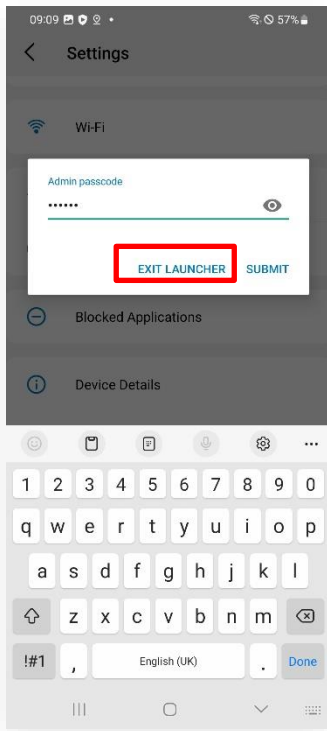 09:09 57%
Settings
Wi-Fi
Admin passcode
••••••
EXIT LAUNCHER SUBMIT
Blocked Applications
Device Details
1 2 3 4 5 6 7 8 9 0
q w e r t y u i o p
a s d f g h j k l
z x c v b n m
!#1 , English (UK) . Done